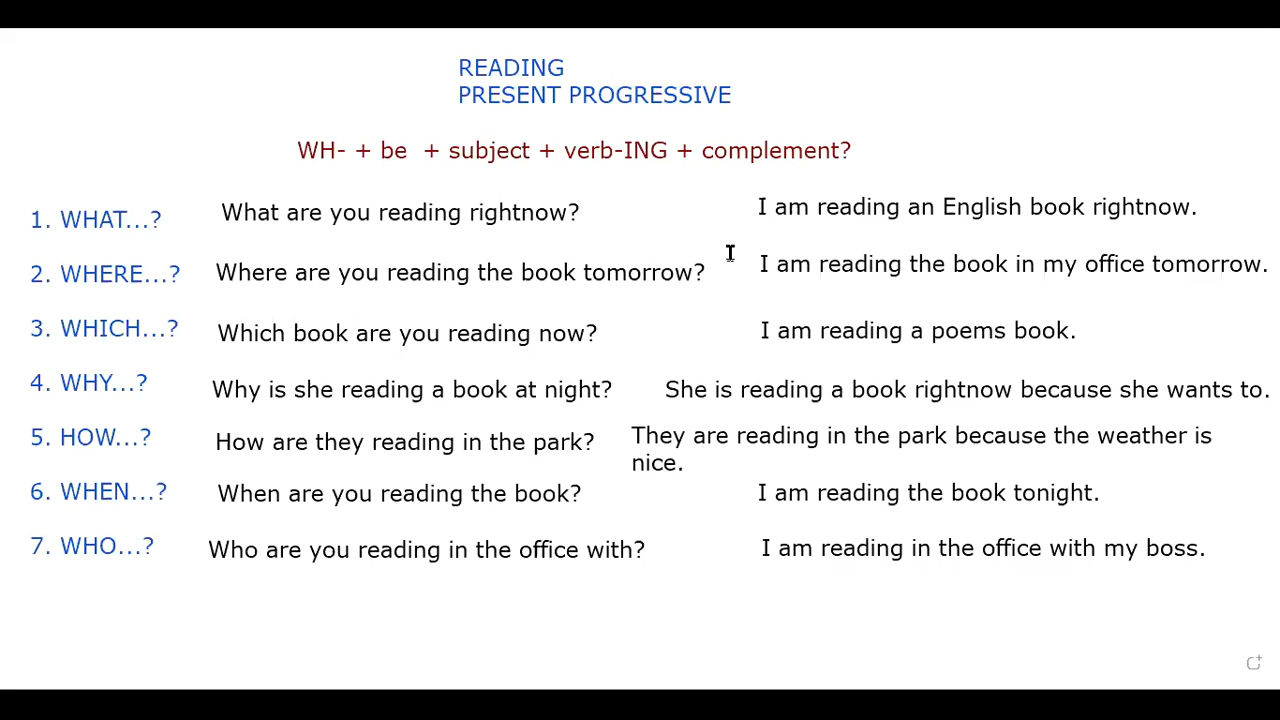 READING
PRESENT PROGRESSIVE
WH- + be + subject + verb-ING + complement?
1. WHAT...? What are you reading rightnow? I am reading an English book rightnow.
2. WHERE...? Where are you reading the book tomorrow? I am reading the book in my office tomorrow.
3. WHICH...? Which book are you reading now? I am reading a poems book.
4. WHY...? Why is she reading a book at night? She is reading a book rightnow because she wants to.
5. HOW...? How are they reading in the park? They are reading in the park because the weather is
nice.
6. WHEN...? When are you reading the book? I am reading the book tonight.
7. WHO...? Who are you reading in the office with? I am reading in the office with my boss.